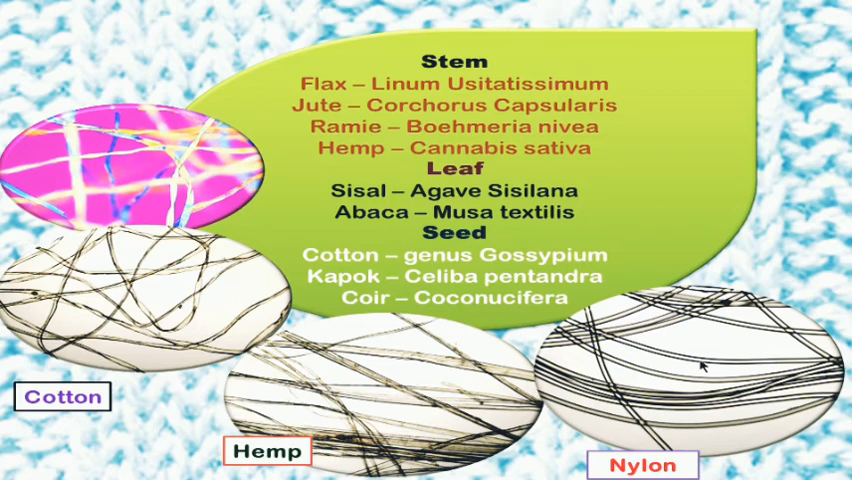 Stem
Flax – Linum Usitatissimum
Jute – Corchorus Capsularis
Ramie – Boehmeria nivea
Hemp – Cannabis sativa
Leaf
Sisal – Agave Sisilana
Abaca – Musa textilis
Seed
Cotton – genus Gossypium
Kapok – Celiba pentandra
Coir – Coconucifera
Cotton
Hemp
Nylon